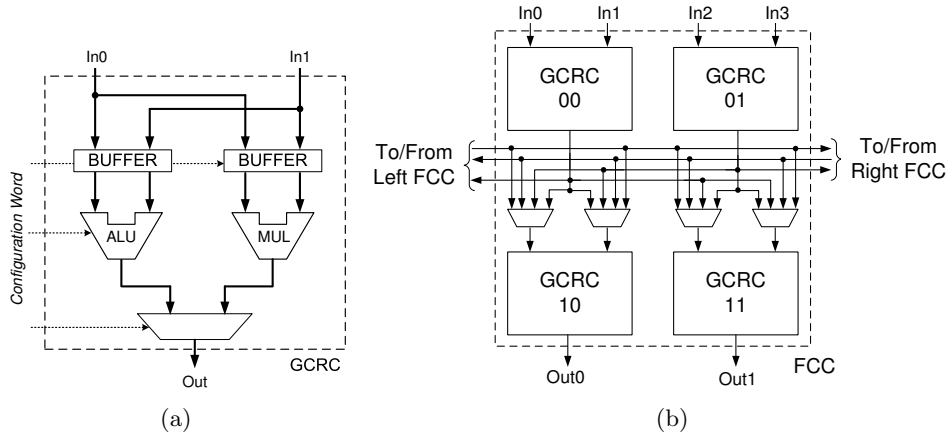 In0
In1
BUFFER
BUFFER
ALU
MUL
Configuration Word
GCRC
Out
(a)
In0
In1
In2
In3
GCRC
00
GCRC
01
To/From
Left FCC
To/From
Right FCC
GCRC
10
GCRC
11
Out0
Out1
FCC
(b)